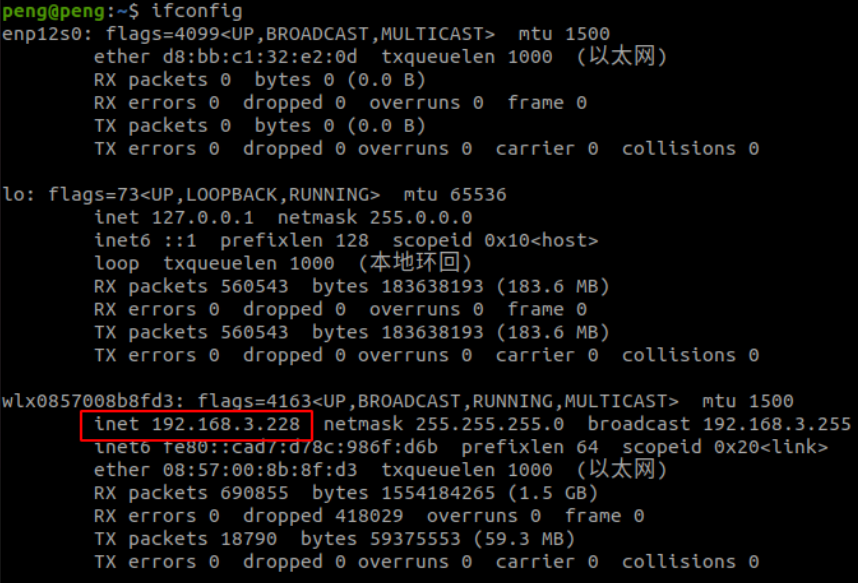 peng@peng:~$ ifconfig
enp12s0: flags=4099<UP,BROADCAST,MULTICAST>  mtu 1500
        ether d8:bb:c1:32:e2:0d  txqueuelen 1000  (以太网)
        RX packets 0  bytes 0 (0.0 B)
        RX errors 0  dropped 0  overruns 0  frame 0
        TX packets 0  bytes 0 (0.0 B)
        TX errors 0  dropped 0 overruns 0  carrier 0  collisions 0
lo: flags=73<UP,LOOPBACK,RUNNING>  mtu 65536
        inet 127.0.0.1  netmask 255.0.0.0
        inet6 ::1  prefixlen 128  scopeid 0x10<host>
        loop  txqueuelen 1000  (本地环回)
        RX packets 560543  bytes 183638193 (183.6 MB)
        RX errors 0  dropped 0  overruns 0  frame 0
        TX packets 560543  bytes 183638193 (183.6 MB)
        TX errors 0  dropped 0 overruns 0  carrier 0  collisions 0
wlx0857008b8fd3: flags=4163<UP,BROADCAST,RUNNING,MULTICAST>  mtu 1500
        inet 192.168.3.228  netmask 255.255.255.0  broadcast 192.168.3.255
        inet6 fe80::cad7:d78c:986f:d6b  prefixlen 64  scopeid 0x20<link>
        ether 08:57:00:8b:8f:d3  txqueuelen 1000  (以太网)
        RX packets 690855  bytes 1554184265 (1.5 GB)
        RX errors 0  dropped 418029  overruns 0  frame 0
        TX packets 18790  bytes 59375553 (59.3 MB)
        TX errors 0  dropped 0 overruns 0  carrier 0  collisions 0